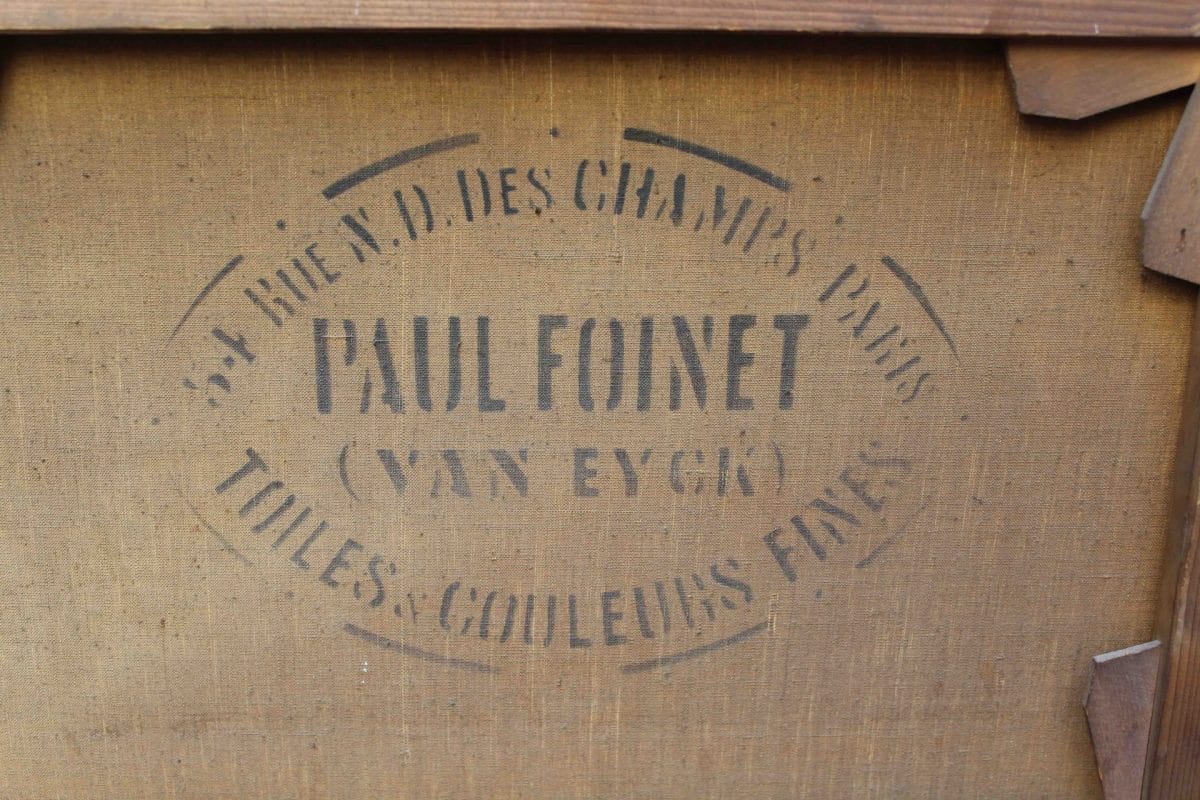 54 RUE N.D. DES CHAMPS PARIS
PAUL FOINET
(VAN EYCK)
TOILES & COULEURS FINES